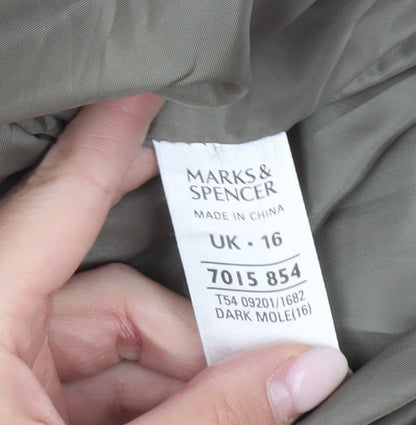 MARKS &
SPENCER
MADE IN CHINA
UK • 16
7015 854
T54 09201/1682
DARK MOLE(16)